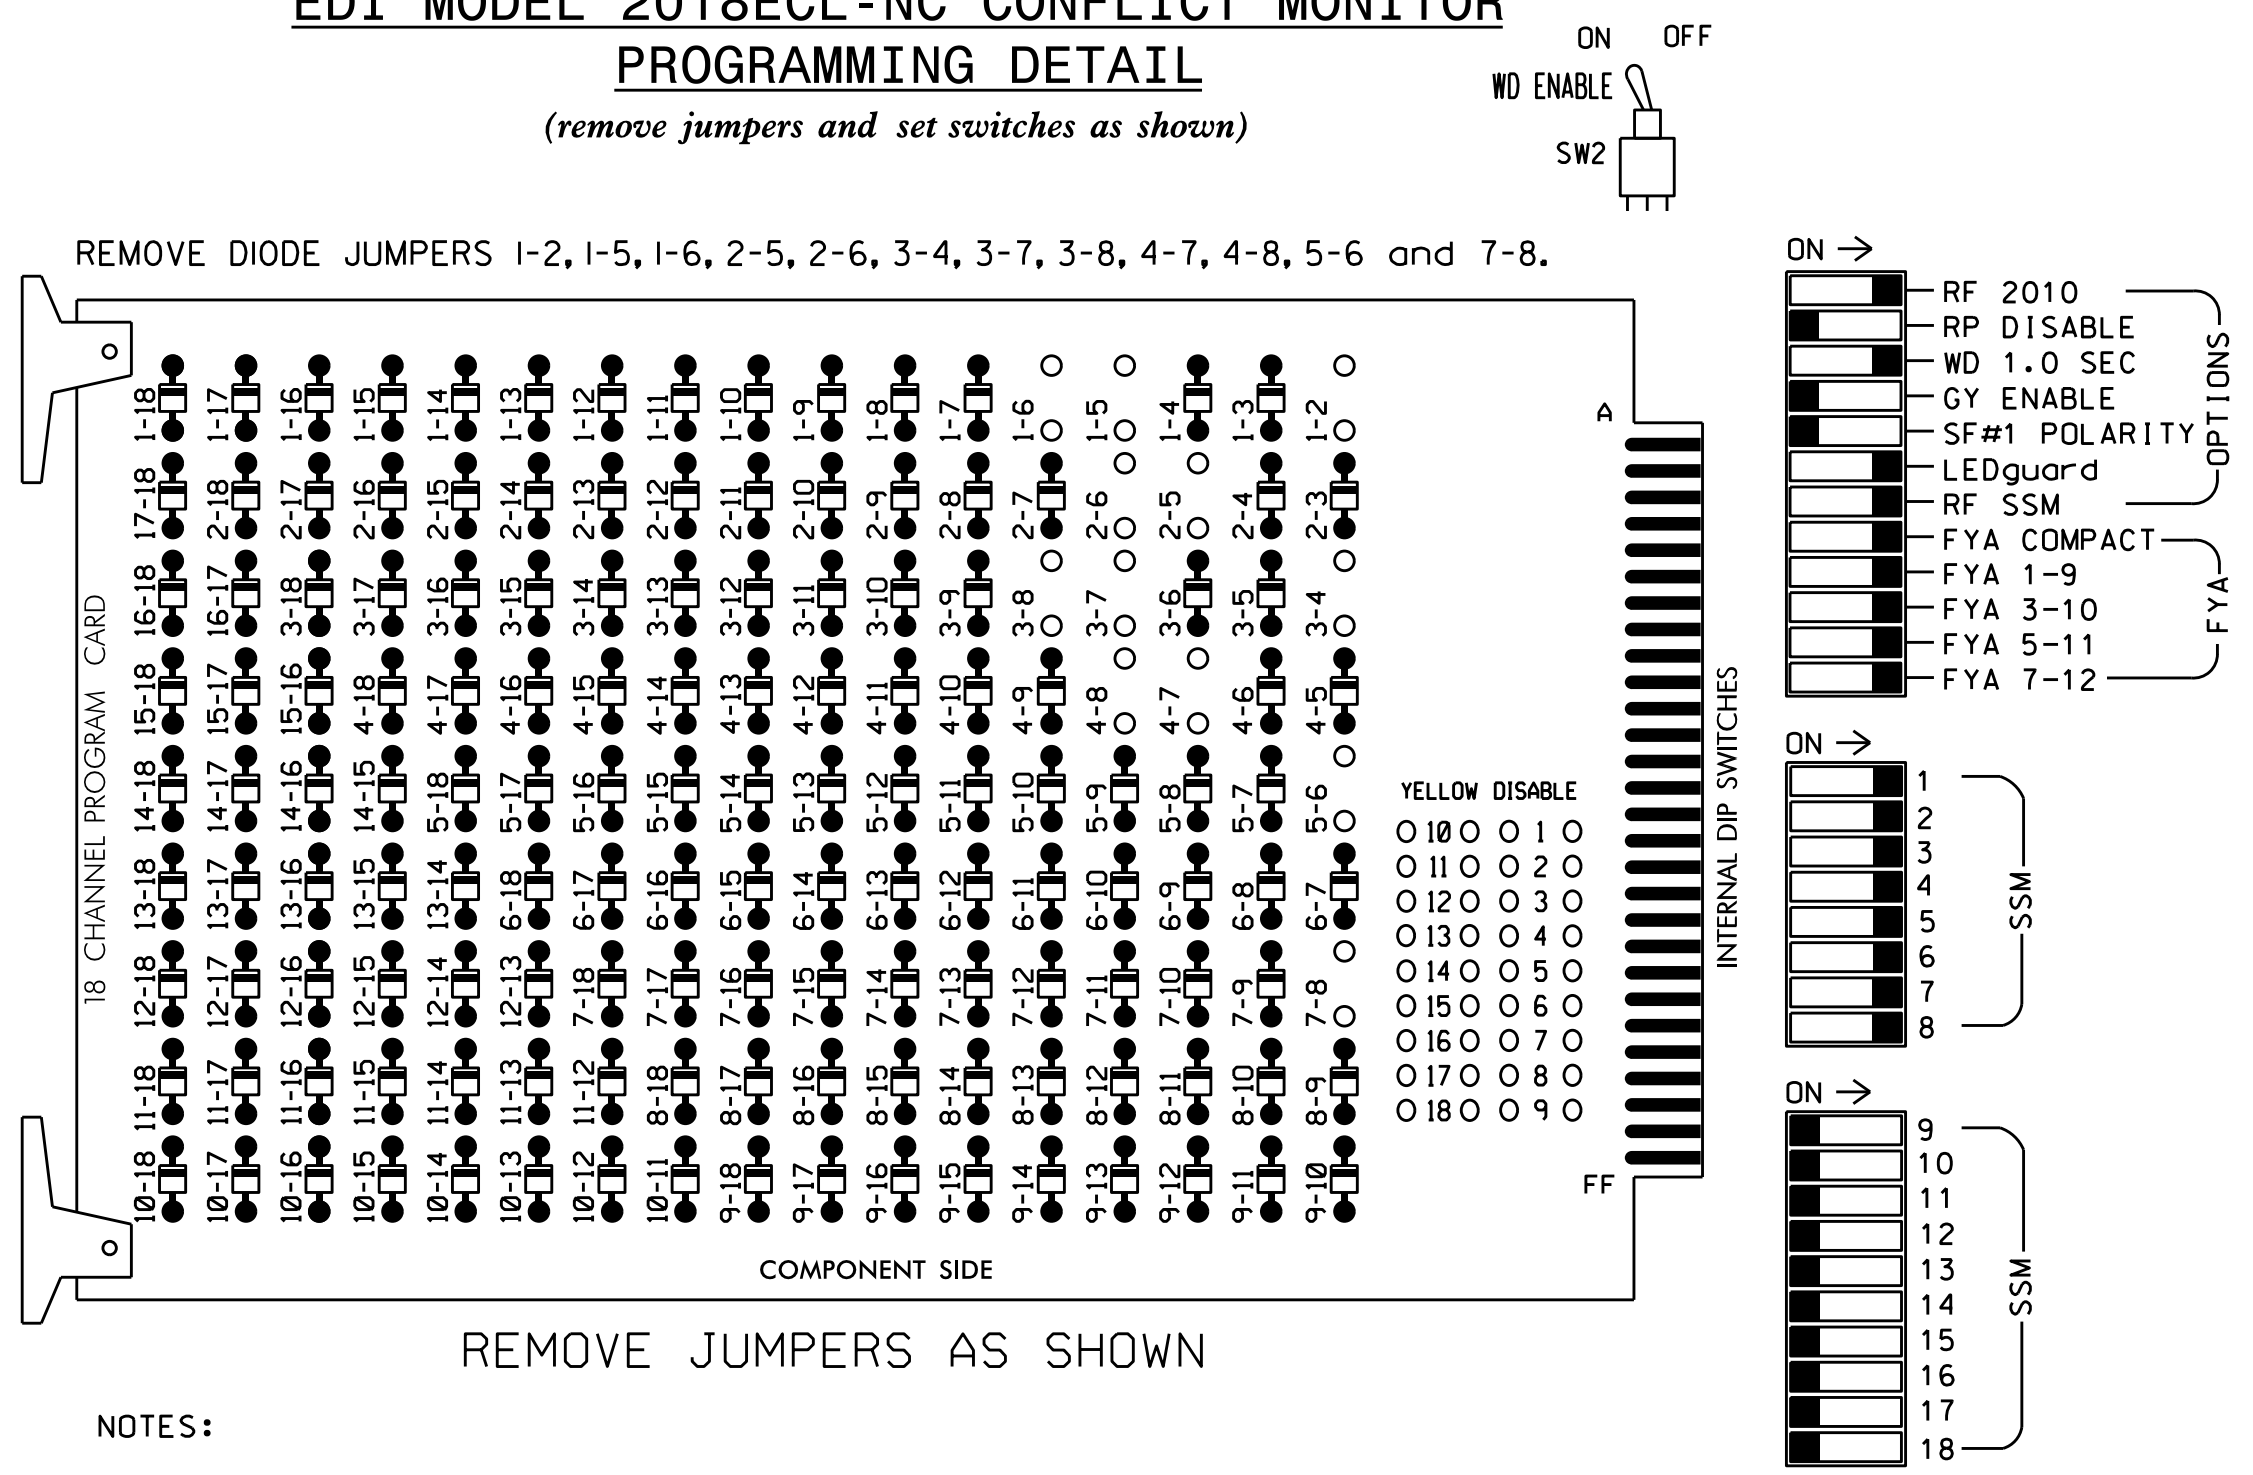 EDI MODEL 2018ECL-NC CONFLICT MONITOR
PROGRAMMING DETAIL
(remove jumpers and set switches as shown)
ON OFF
WD ENABLE
SW2
REMOVE DIODE JUMPERS 1-2, 1-5, 1-6, 2-5, 2-6, 3-4, 3-7, 3-8, 4-7, 4-8, 5-6 and 7-8.
18 CHANNEL PROGRAM CARD
1-18 1-17 1-16 1-15 1-14 1-13 1-12 1-11 1-10 1-9 1-8 1-7 1-6 1-5 1-4 1-3 1-2
17-18 2-18 2-17 2-16 2-15 2-14 2-13 2-12 2-11 2-10 2-9 2-8 2-7 2-6 2-5 2-4 2-3
16-18 16-17 3-18 3-17 3-16 3-15 3-14 3-13 3-12 3-11 3-10 3-9 3-8 3-7 3-6 3-5 3-4
15-18 15-17 15-16 4-18 4-17 4-16 4-15 4-14 4-13 4-12 4-11 4-10 4-9 4-8 4-7 4-6 4-5
14-18 14-17 14-16 14-15 5-18 5-17 5-16 5-15 5-14 5-13 5-12 5-11 5-10 5-9 5-8 5-7 5-6
13-18 13-17 13-16 13-15 13-14 6-18 6-17 6-16 6-15 6-14 6-13 6-12 6-11 6-10 6-9 6-8 6-7
12-18 12-17 12-16 12-15 12-14 12-13 7-18 7-17 7-16 7-15 7-14 7-13 7-12 7-11 7-10 7-9 7-8
11-18 11-17 11-16 11-15 11-14 11-13 11-12 8-18 8-17 8-16 8-15 8-14 8-13 8-12 8-11 8-10 8-9
10-18 10-17 10-16 10-15 10-14 10-13 10-12 10-11 9-18 9-17 9-16 9-15 9-14 9-13 9-12 9-11 9-10
A
YELLOW DISABLE
10 1
11 2
12 3
13 4
14 5
15 6
16 7
17 8
18 9
FF
COMPONENT SIDE
INTERNAL DIP SWITCHES
ON →
RF 2010
RP DISABLE
WD 1.0 SEC
GY ENABLE
SF#1 POLARITY
LEDguard
RF SSM
OPTIONS
FYA COMPACT
FYA 1-9
FYA 3-10
FYA 5-11
FYA 7-12
FYA
ON →
1
2
3
4
5
6
7
8
SSM
ON →
9
10
11
12
13
14
15
16
17
18
SSM
REMOVE JUMPERS AS SHOWN
NOTES: